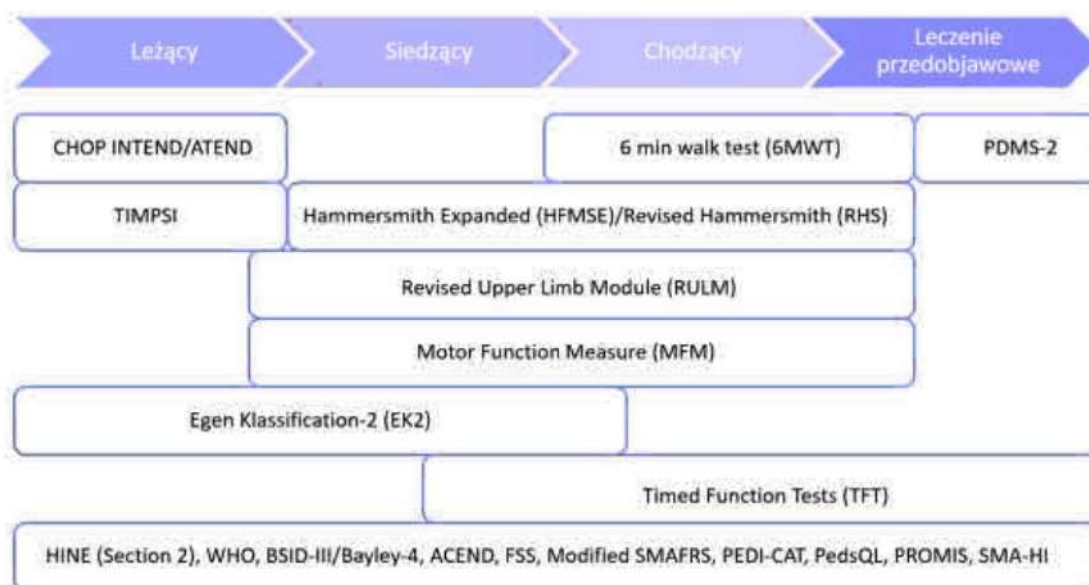 Leżący
Siedzący
Chodzący
Leczenie
przedobjawowe
CHOP INTEND/ATEND
6 min walk test (6MWT)
PDMS-2
TIMPSI
Hammersmith Expanded (HFMSE)/Revised Hammersmith (RHS)
Revised Upper Limb Module (RULM)
Motor Function Measure (MFM)
Egen Klassification-2 (EK2)
Timed Function Tests (TFT)
HINE (Section 2), WHO, BSID-III/Bayley-4, ACEND, FSS, Modified SMAFRS, PEDI-CAT, PedsQL, PROMIS, SMA-HI